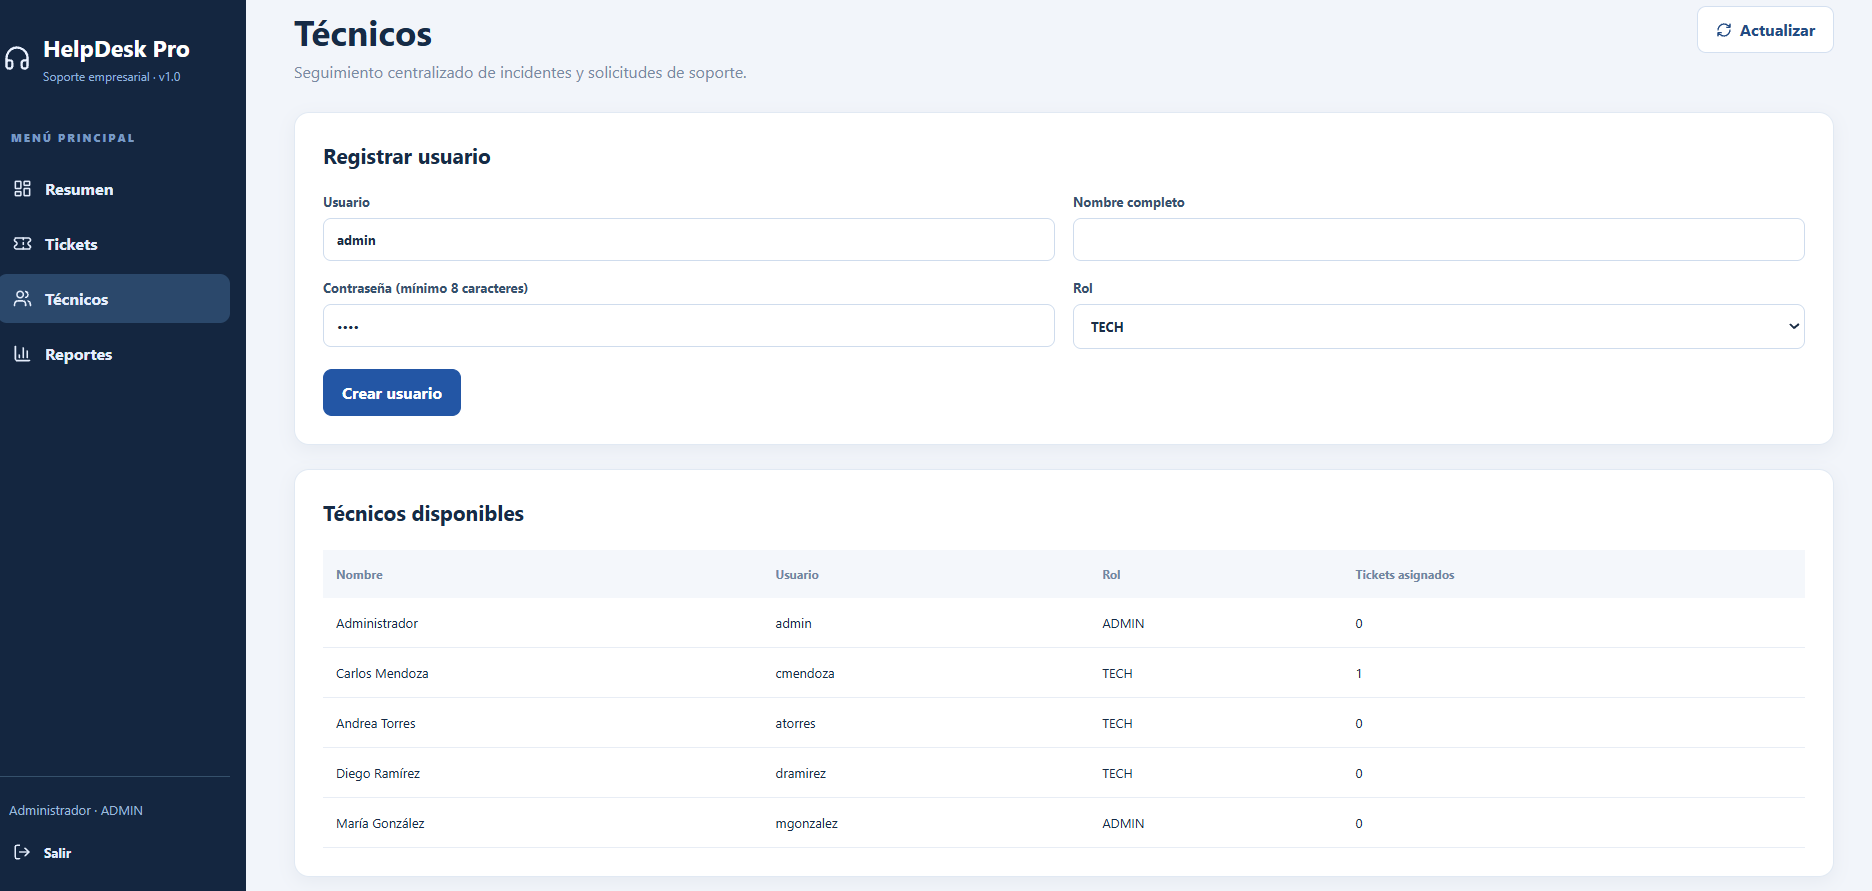 HelpDesk Pro
Soporte empresarial · v1.0
MENÚ PRINCIPAL
Resumen
Tickets
Técnicos
Reportes
Administrador · ADMIN
Salir
Técnicos
Seguimiento centralizado de incidentes y solicitudes de soporte.
Actualizar
Registrar usuario
Usuario
admin
Nombre completo
Contraseña (mínimo 8 caracteres)
••••
Rol
TECH
Crear usuario
Técnicos disponibles
Nombre Usuario Rol Tickets asignados
Administrador admin ADMIN 0
Carlos Mendoza cmendoza TECH 1
Andrea Torres atorres TECH 0
Diego Ramírez dramirez TECH 0
María González mgonzalez ADMIN 0